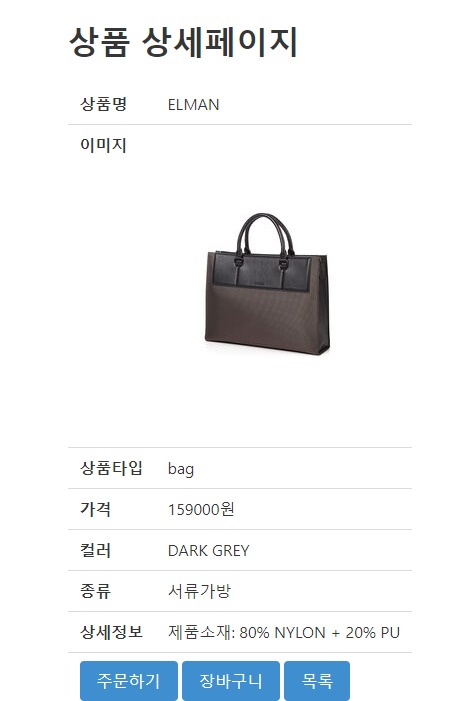 상품 상세페이지
상품명 ELMAN
이미지
상품타입 bag
가격 159000원
컬러 DARK GREY
종류 서류가방
상세정보 제품소재: 80% NYLON + 20% PU
주문하기 장바구니 목록